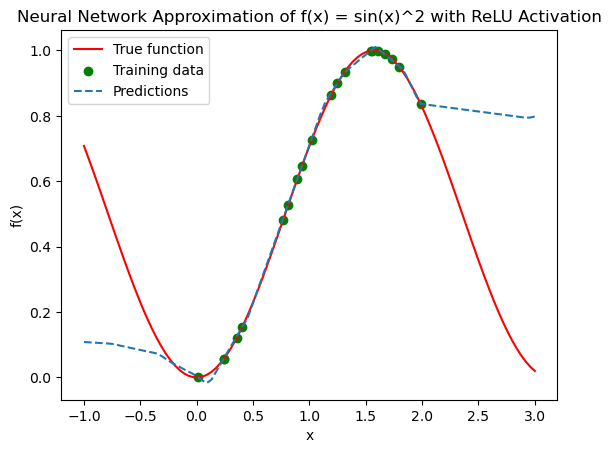 Neural Network Approximation of f(x) = sin(x)^2 with ReLU Activation
True function
Training data
Predictions
f(x)
1.0
0.8
0.6
0.4
0.2
0.0
−1.0 −0.5 0.0 0.5 1.0 1.5 2.0 2.5 3.0
x